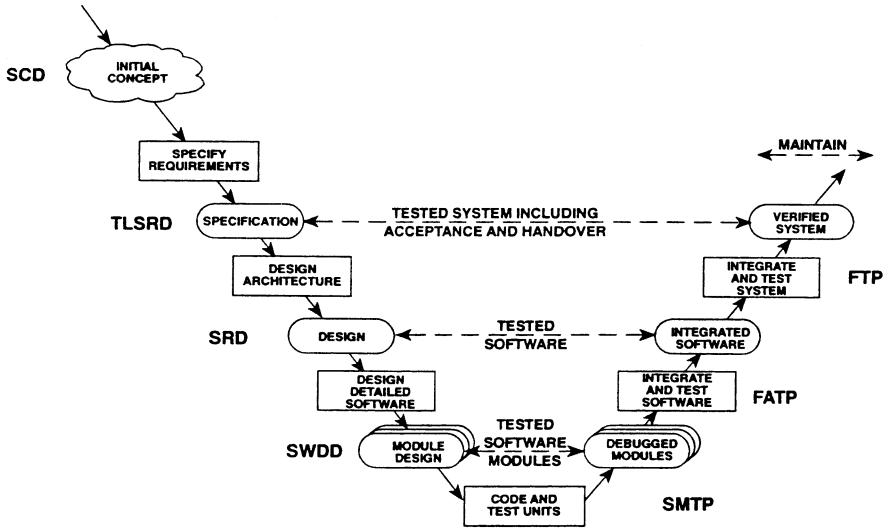 SCD
INITIAL
CONCEPT
SPECIFY
REQUIREMENTS
MAINTAIN
TLSRD
SPECIFICATION
TESTED SYSTEM INCLUDING
ACCEPTANCE AND HANDOVER
VERIFIED
SYSTEM
DESIGN
ARCHITECTURE
INTEGRATE
AND TEST
SYSTEM
FTP
SRD
DESIGN
TESTED
SOFTWARE
INTEGRATED
SOFTWARE
DESIGN
DETAILED
SOFTWARE
INTEGRATE
AND TEST
SOFTWARE
FATP
SWDD
MODULE
DESIGN
TESTED
SOFTWARE
MODULES
DEBUGGED
MODULES
CODE AND
TEST UNITS
SMTP